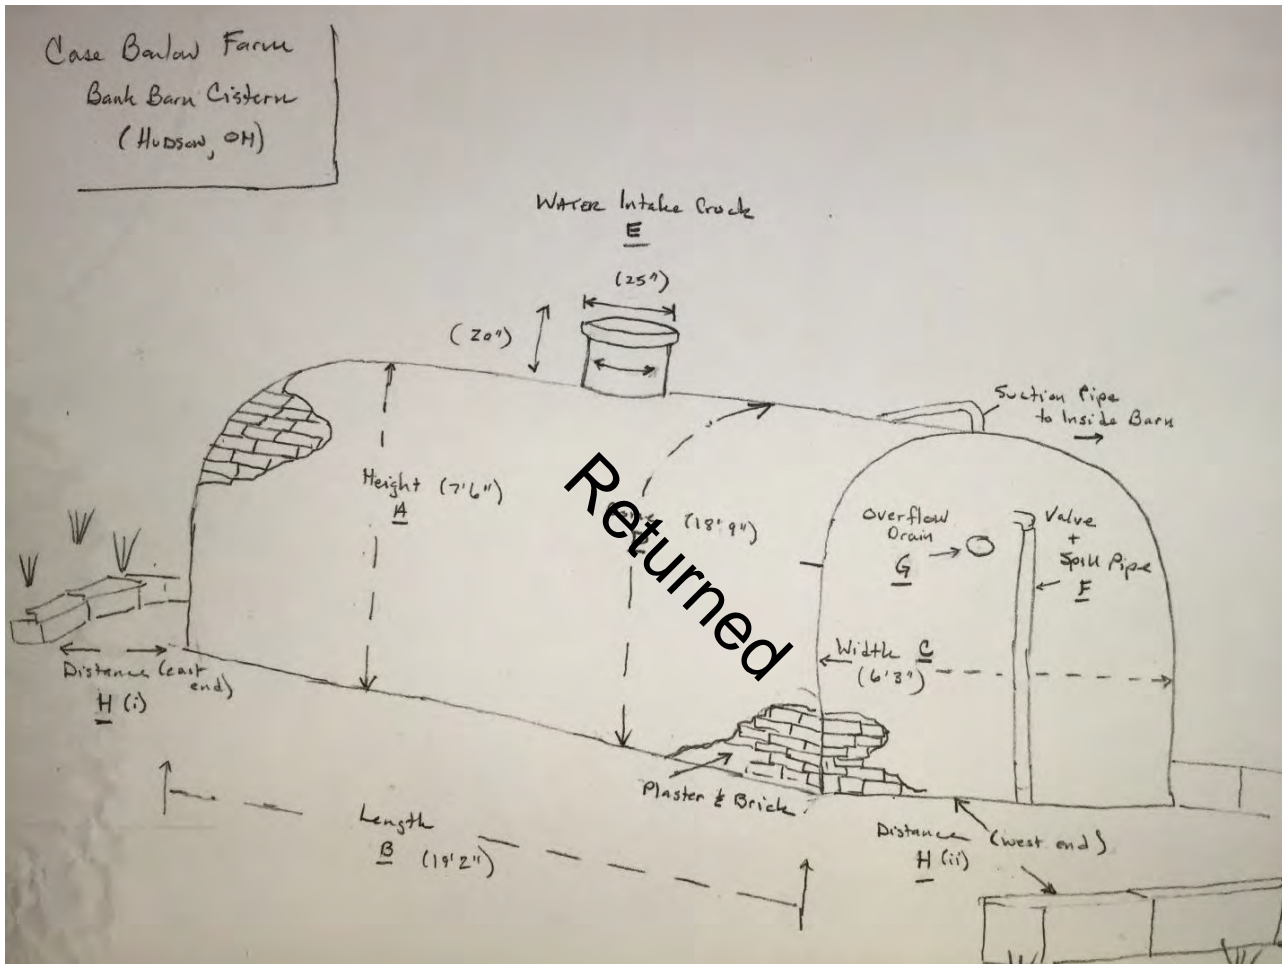 Case Barlow Farm
Bank Barn Cistern
(HUDSON, OH)
WATER Intake Crock
E
(25")
(20")
Suction Pipe
to Inside Barn
Height (7'6")
A
(18'9")
Overflow
Drain
G
Valve
+
Spill Pipe
F
Returned
Width C
(6'3")
Distance (east
end)
H (i)
Plaster & Brick
Length
B (19'2")
Distance (west end)
H (ii)